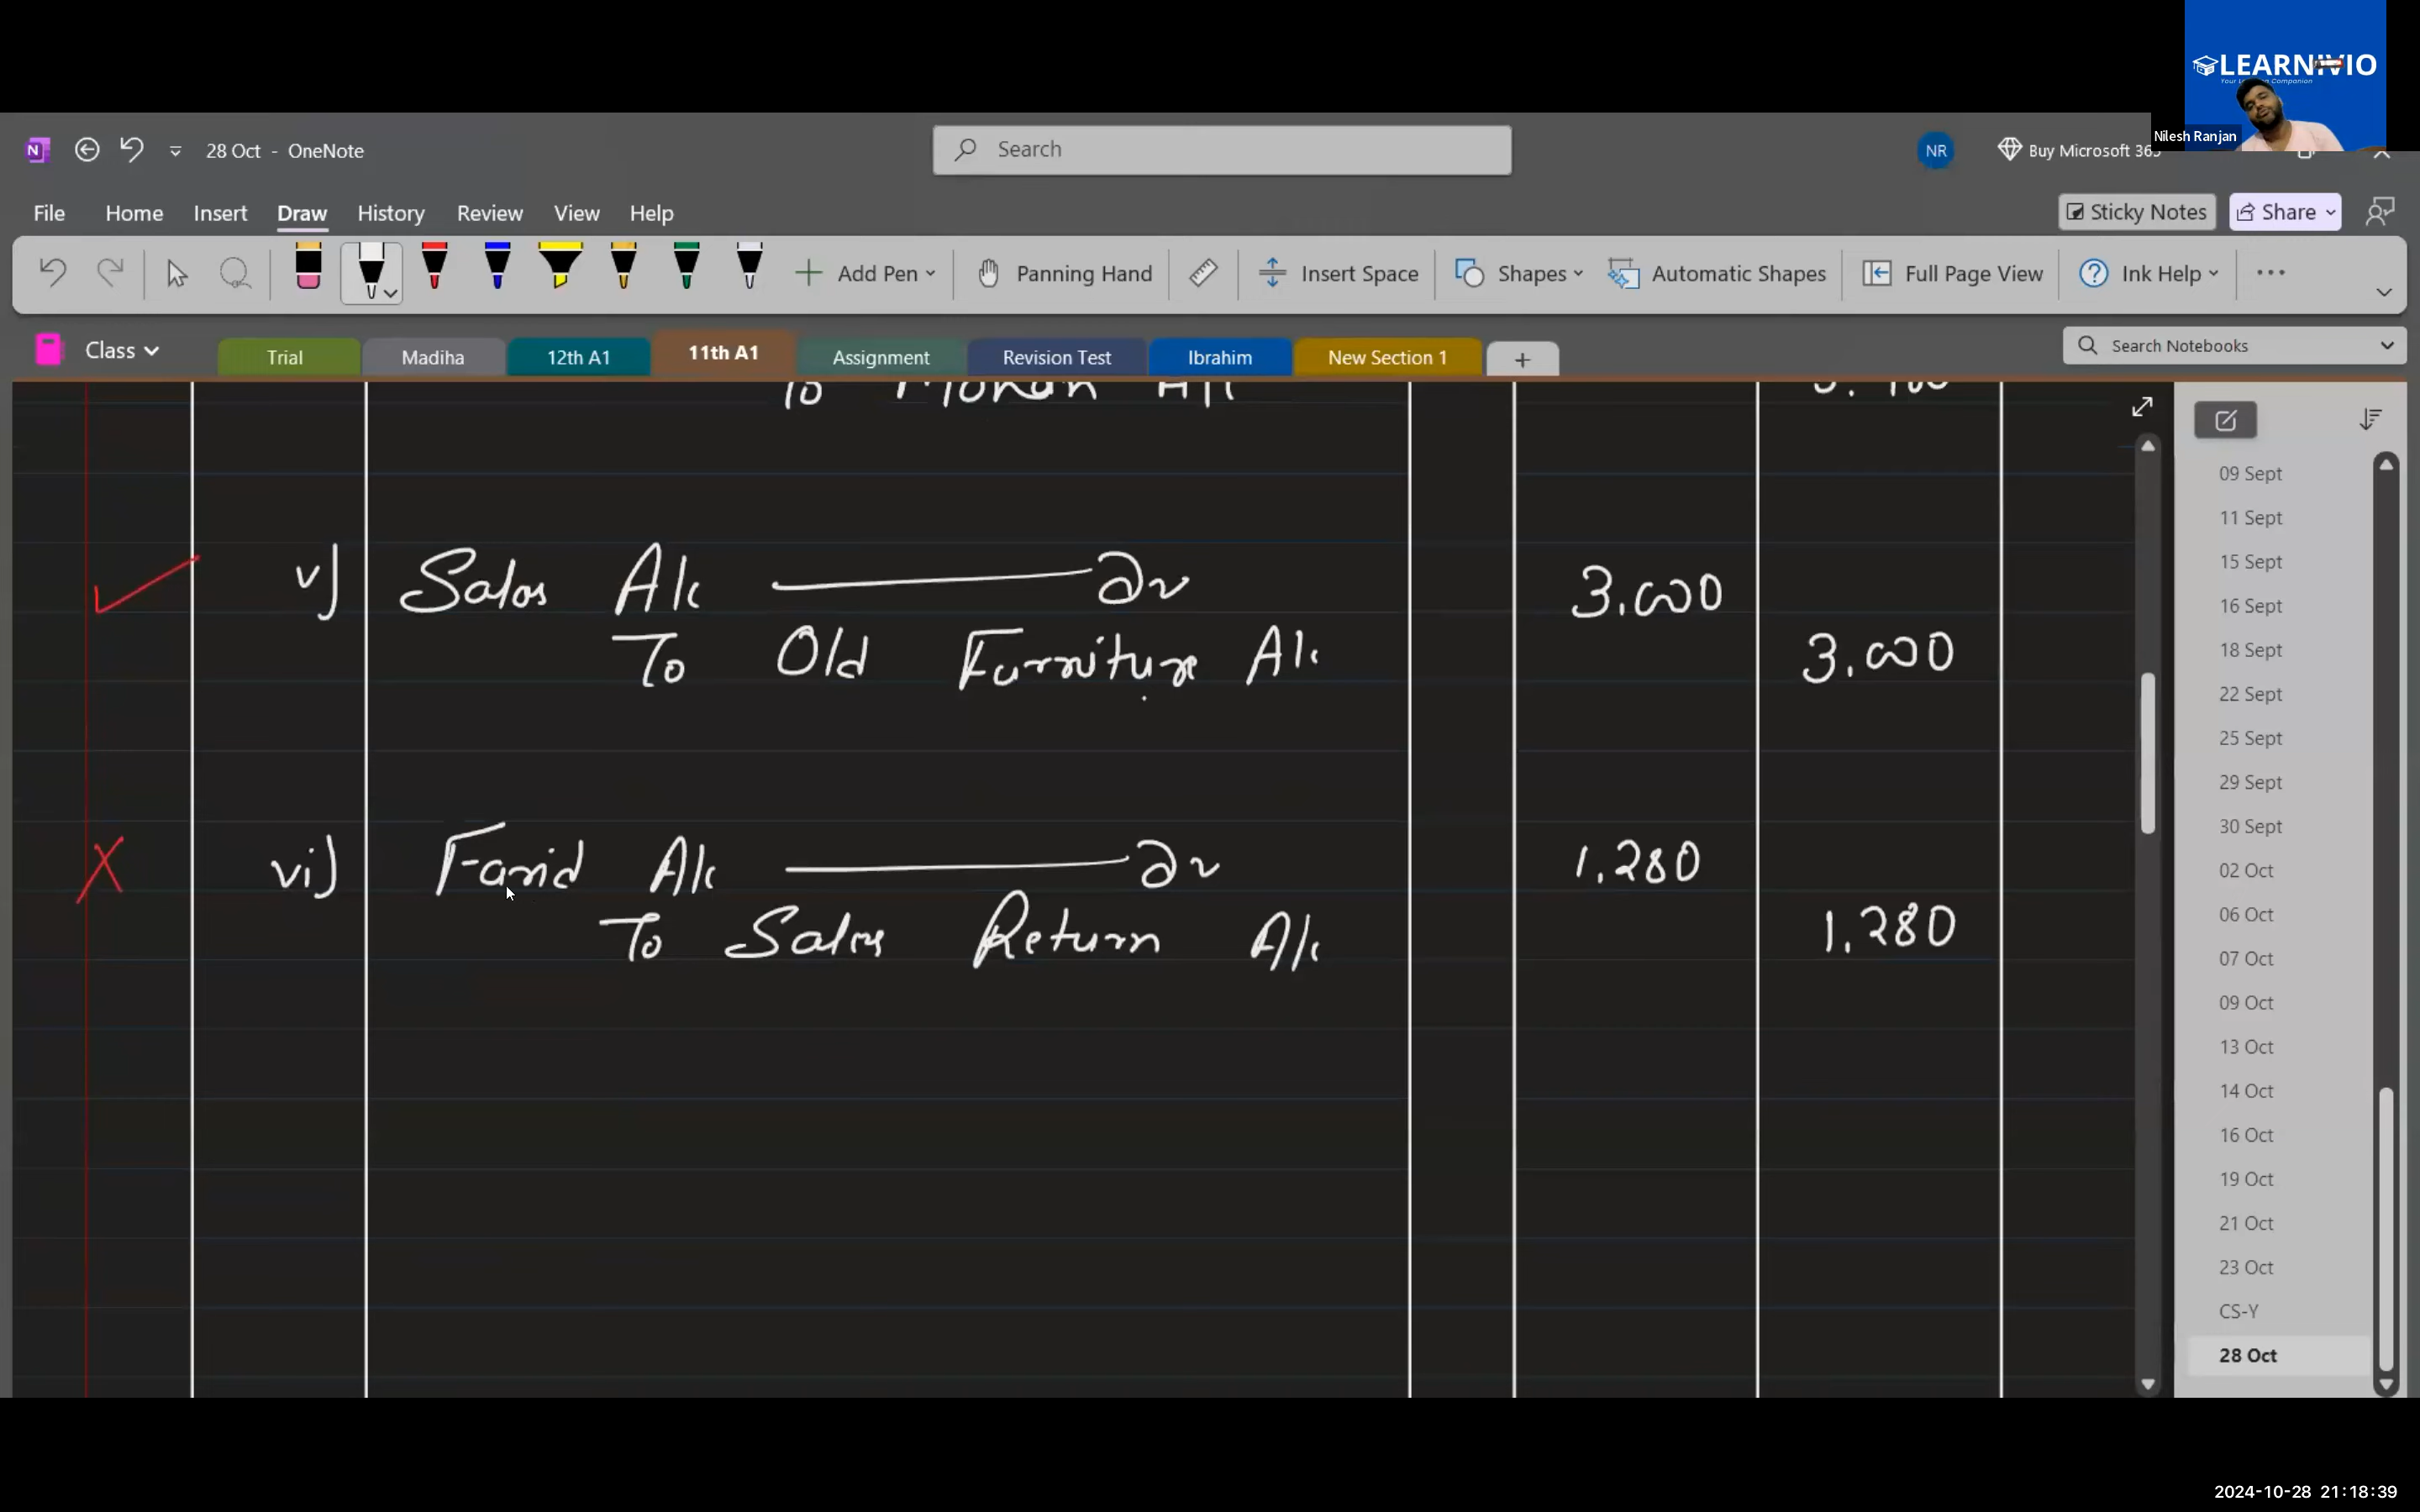 LEARNIVIO
Nilesh Ranjan
28 Oct - OneNote
Search
NR
Buy Microsoft 365
File Home Insert Draw History Review View Help
Sticky Notes
Share
Add Pen
Panning Hand
Insert Space
Shapes
Automatic Shapes
Full Page View
Ink Help
Class
Trial
Madiha
12th A1
11th A1
Assignment
Revision Test
Ibrahim
New Section 1
Search Notebooks
To Mohan A/c
v) Sales A/c Dr 3,000
To Old Furniture A/c 3,000
vi) Farid A/c Dr 1,280
To Sales Return A/c 1,280
09 Sept
11 Sept
15 Sept
16 Sept
18 Sept
22 Sept
25 Sept
29 Sept
30 Sept
02 Oct
06 Oct
07 Oct
09 Oct
13 Oct
14 Oct
16 Oct
19 Oct
21 Oct
23 Oct
CS-Y
28 Oct
2024-10-28 21:18:39